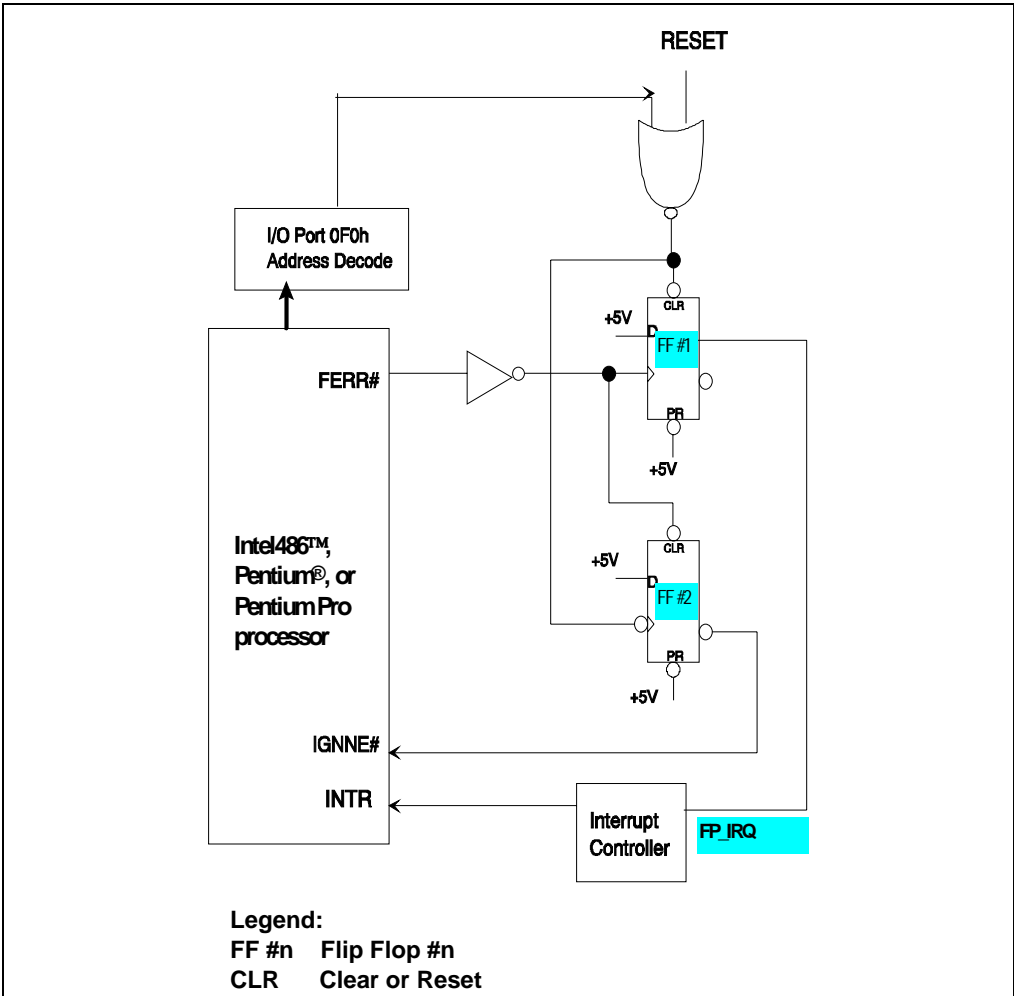 RESET
I/O Port 0F0h
Address Decode
CLR
+5V
D
FF #1
FERR#
PR
+5V
CLR
+5V
D
FF #2
Intel486™,
Pentium®, or
Pentium Pro
processor
PR
+5V
IGNNE#
INTR
Interrupt
Controller
FP_IRQ
Legend:
FF #n Flip Flop #n
CLR Clear or Reset